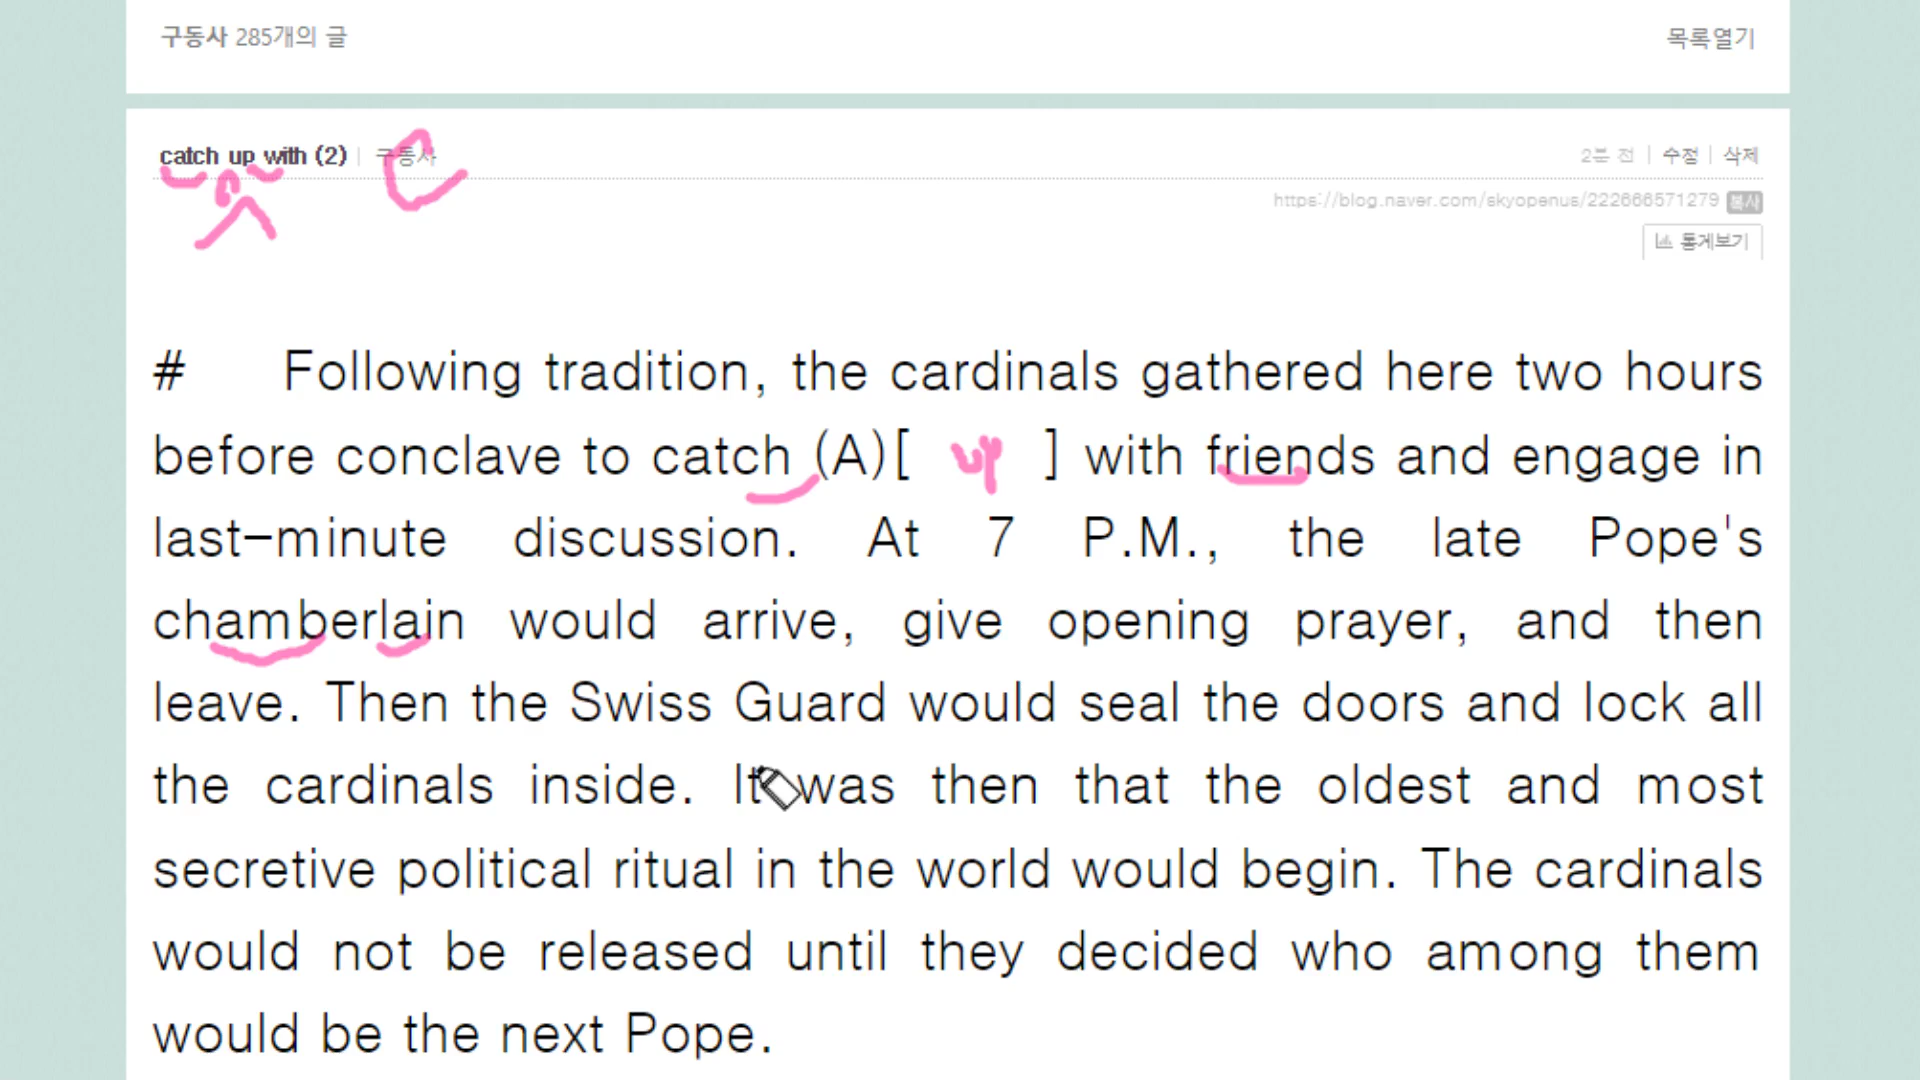 구동사 285개의 글 목록열기
catch up with (2) 구동사 2분 전 수정 삭제
https://blog.naver.com/skyopenus/222666571279 복사
통계보기
# Following tradition, the cardinals gathered here two hours
before conclave to catch (A)[ up ] with friends and engage in
last-minute discussion. At 7 P.M., the late Pope's
chamberlain would arrive, give opening prayer, and then
leave. Then the Swiss Guard would seal the doors and lock all
the cardinals inside. It was then that the oldest and most
secretive political ritual in the world would begin. The cardinals
would not be released until they decided who among them
would be the next Pope.